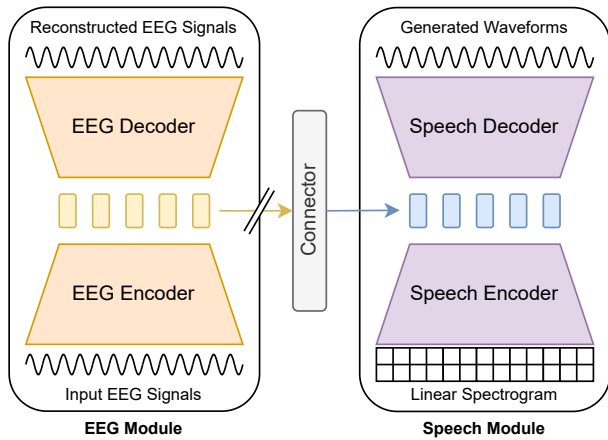 Reconstructed EEG Signals
EEG Decoder
EEG Encoder
Input EEG Signals
EEG Module
Connector
Generated Waveforms
Speech Decoder
Speech Encoder
Linear Spectrogram
Speech Module